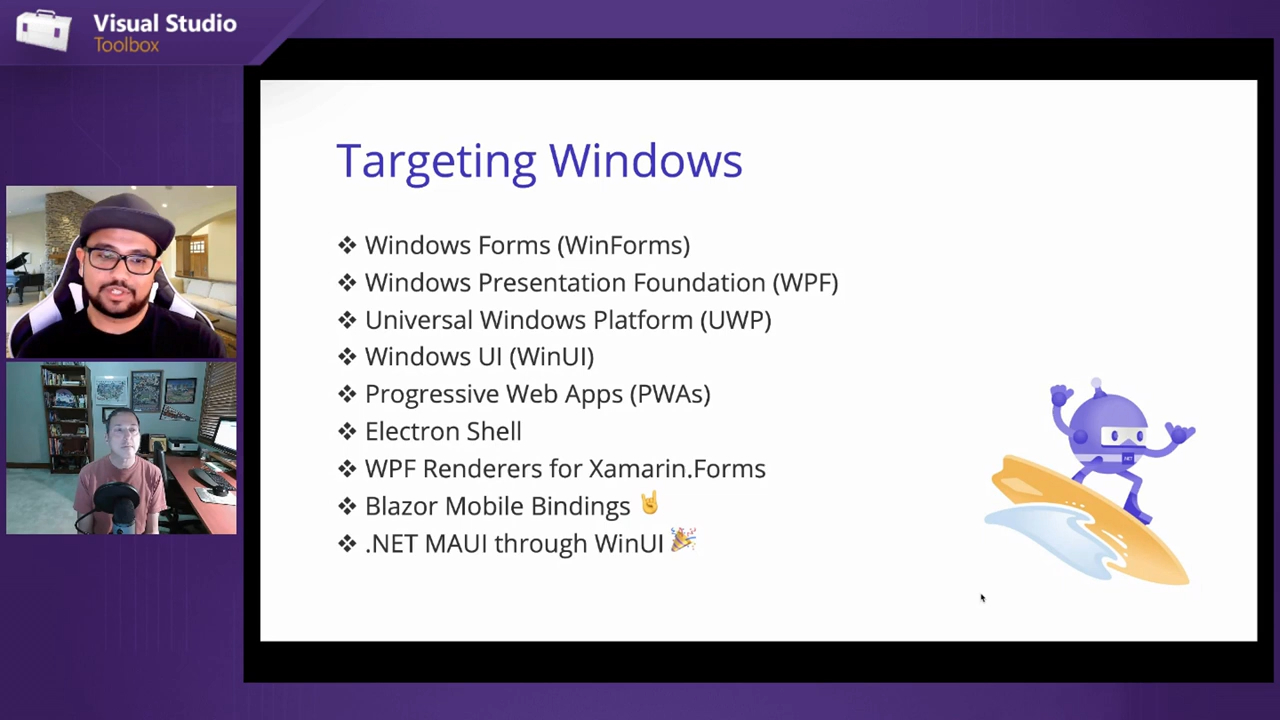 Visual Studio
Toolbox
Targeting Windows
❖ Windows Forms (WinForms)
❖ Windows Presentation Foundation (WPF)
❖ Universal Windows Platform (UWP)
❖ Windows UI (WinUI)
❖ Progressive Web Apps (PWAs)
❖ Electron Shell
❖ WPF Renderers for Xamarin.Forms
❖ Blazor Mobile Bindings 🤘
❖ .NET MAUI through WinUI 🎉
.NET